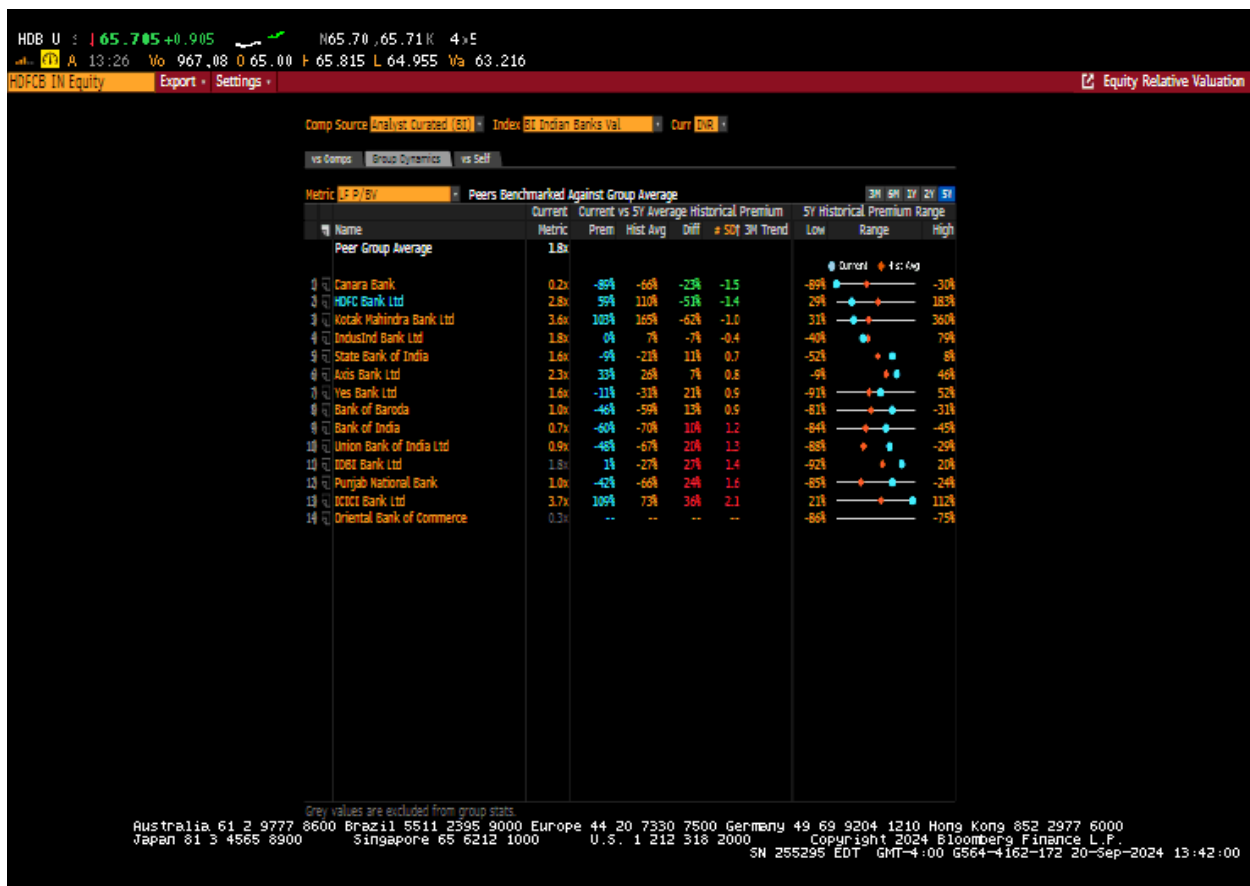 HDB U 65.705 +0.905 N65.70 ,65.71K 4x5
A 13:26 Vo 967,08 O 65.00 H 65.815 L 64.955 Va 63.216
HDFCB IN Equity Export Settings Equity Relative Valuation
Comp Source Analyst Curated (BI) Index BI Indian Banks Val Curr INR
vs Comps Group Dynamics vs Self
Metric LF P/BV Peers Benchmarked Against Group Average 3M 6M 1Y 2Y 5Y
Current Current vs 5Y Average Historical Premium 5Y Historical Premium Range
Name Metric Prem Hist Avg Diff # SD↑ 3M Trend Low Range High
Peer Group Average 1.8x
Current Hist Avg
1) Canara Bank 0.2x -89% -66% -23% -1.5 -89% -30%
2) HDFC Bank Ltd 2.8x 59% 110% -51% -1.4 29% 183%
3) Kotak Mahindra Bank Ltd 3.6x 103% 165% -62% -1.0 31% 360%
4) IndusInd Bank Ltd 1.8x 0% 7% -7% -0.4 -40% 79%
5) State Bank of India 1.6x -9% -21% 11% 0.7 -52% 8%
6) Axis Bank Ltd 2.3x 33% 26% 7% 0.8 -9% 46%
7) Yes Bank Ltd 1.6x -11% -31% 21% 0.9 -91% 52%
8) Bank of Baroda 1.0x -46% -59% 13% 0.9 -81% -31%
9) Bank of India 0.7x -60% -70% 10% 1.2 -84% -45%
10) Union Bank of India Ltd 0.9x -48% -67% 20% 1.3 -88% -29%
11) IDBI Bank Ltd 1.8x 1% -27% 27% 1.4 -92% 20%
12) Punjab National Bank 1.0x -42% -66% 24% 1.6 -85% -24%
13) ICICI Bank Ltd 3.7x 109% 73% 36% 2.1 21% 112%
14) Oriental Bank of Commerce 0.3x -- -- -- -- -86% -75%
Grey values are excluded from group stats.
Australia 61 2 9777 8600 Brazil 5511 2395 9000 Europe 44 20 7330 7500 Germany 49 69 9204 1210 Hong Kong 852 2977 6000
Japan 81 3 4565 8900 Singapore 65 6212 1000 U.S. 1 212 318 2000 Copyright 2024 Bloomberg Finance L.P.
SN 255295 EDT GMT-4:00 G564-4162-172 20-Sep-2024 13:42:00